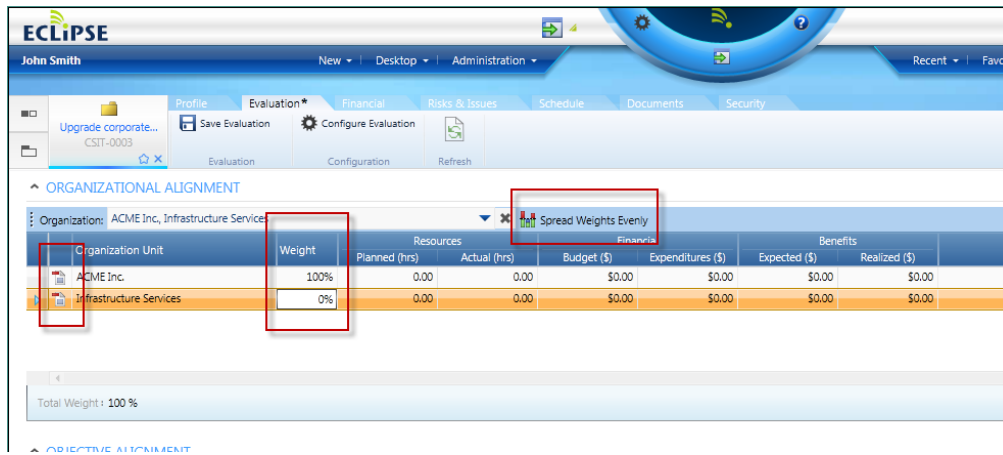 ECLiPSE
John Smith New Desktop Administration Recent Favo
Profile Evaluation* Financial Risks & Issues Schedule Documents Security
Upgrade corporate... Save Evaluation Configure Evaluation
CSIT-0003
Evaluation Configuration Refresh
ORGANIZATIONAL ALIGNMENT
Organization: ACME Inc., Infrastructure Services Spread Weights Evenly
Organization Unit Weight Resources Financial Benefits
Planned (hrs) Actual (hrs) Budget ($) Expenditures ($) Expected ($) Realized ($)
ACME Inc. 100% 0.00 0.00 $0.00 $0.00 $0.00 $0.00
Infrastructure Services 0% 0.00 0.00 $0.00 $0.00 $0.00 $0.00
Total Weight: 100 %
OBJECTIVE ALIGNMENT